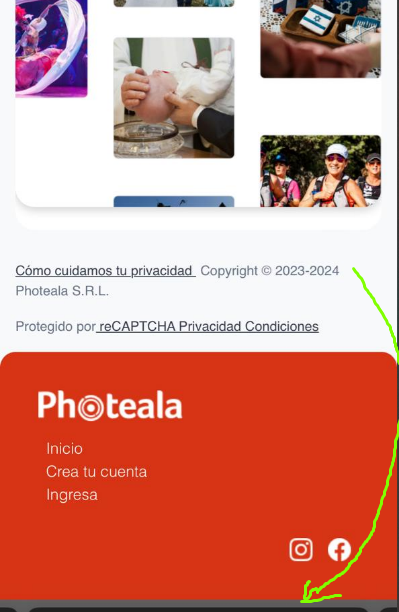 Cómo cuidamos tu privacidad Copyright © 2023-2024
Photeala S.R.L.
Protegido por reCAPTCHA Privacidad Condiciones
Photeala
Inicio
Crea tu cuenta
Ingresa